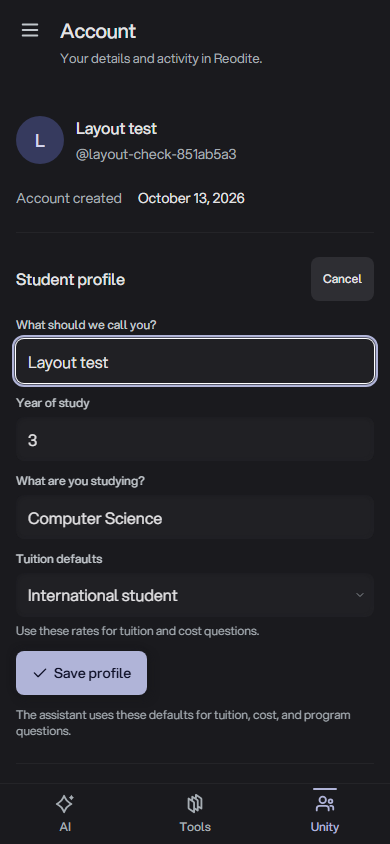 Account
Your details and activity in Reodite.
L
Layout test
@layout-check-851ab5a3
Account created October 13, 2026
Student profile
Cancel
What should we call you?
Layout test
Year of study
3
What are you studying?
Computer Science
Tuition defaults
International student
Use these rates for tuition and cost questions.
Save profile
The assistant uses these defaults for tuition, cost, and program
questions.
AI
Tools
Unity